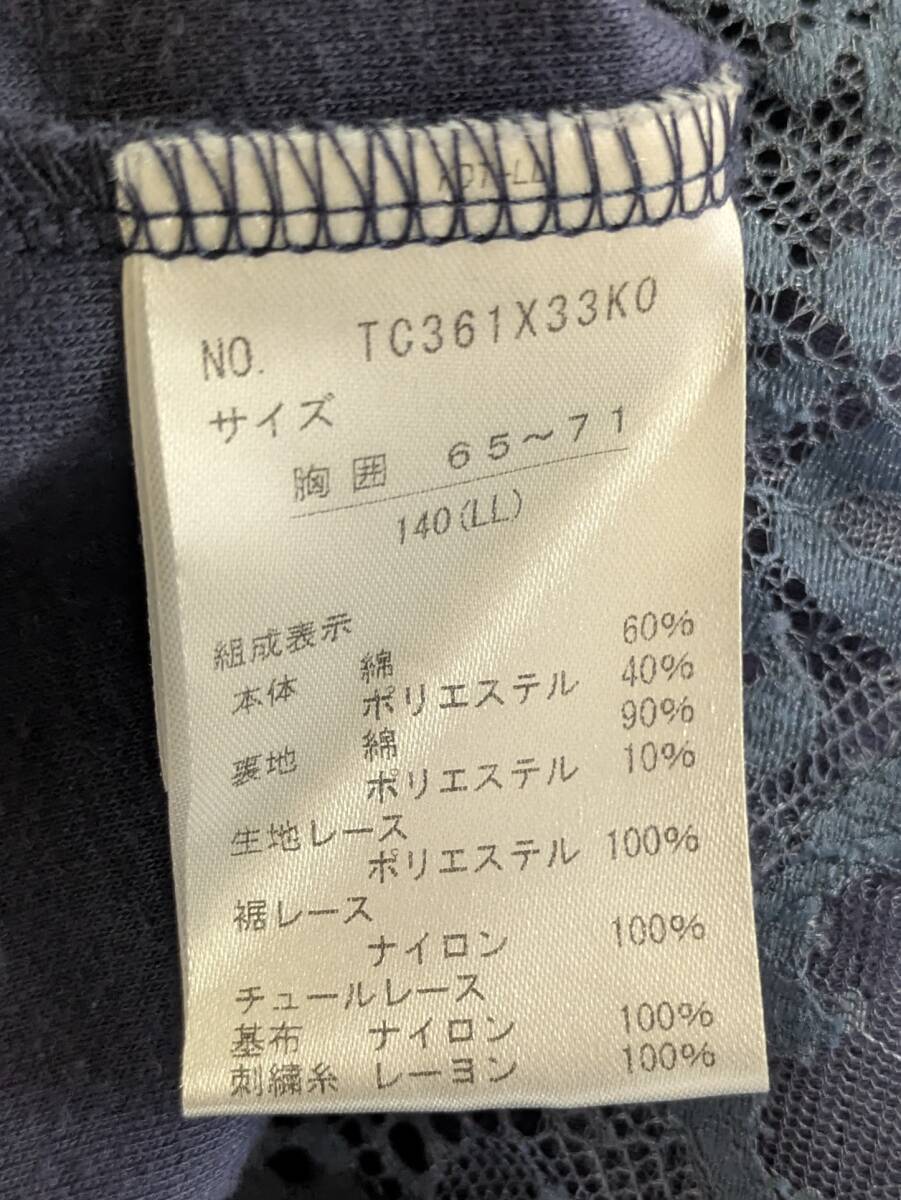 NO. TC361X33K0
サイズ
胸囲 65～71
140(LL)
組成表示
本体 綿 60%
ポリエステル 40%
裏地 綿 90%
ポリエステル 10%
生地レース
ポリエステル 100%
裾レース
ナイロン 100%
チュールレース
基布 ナイロン 100%
刺繍糸 レーヨン 100%